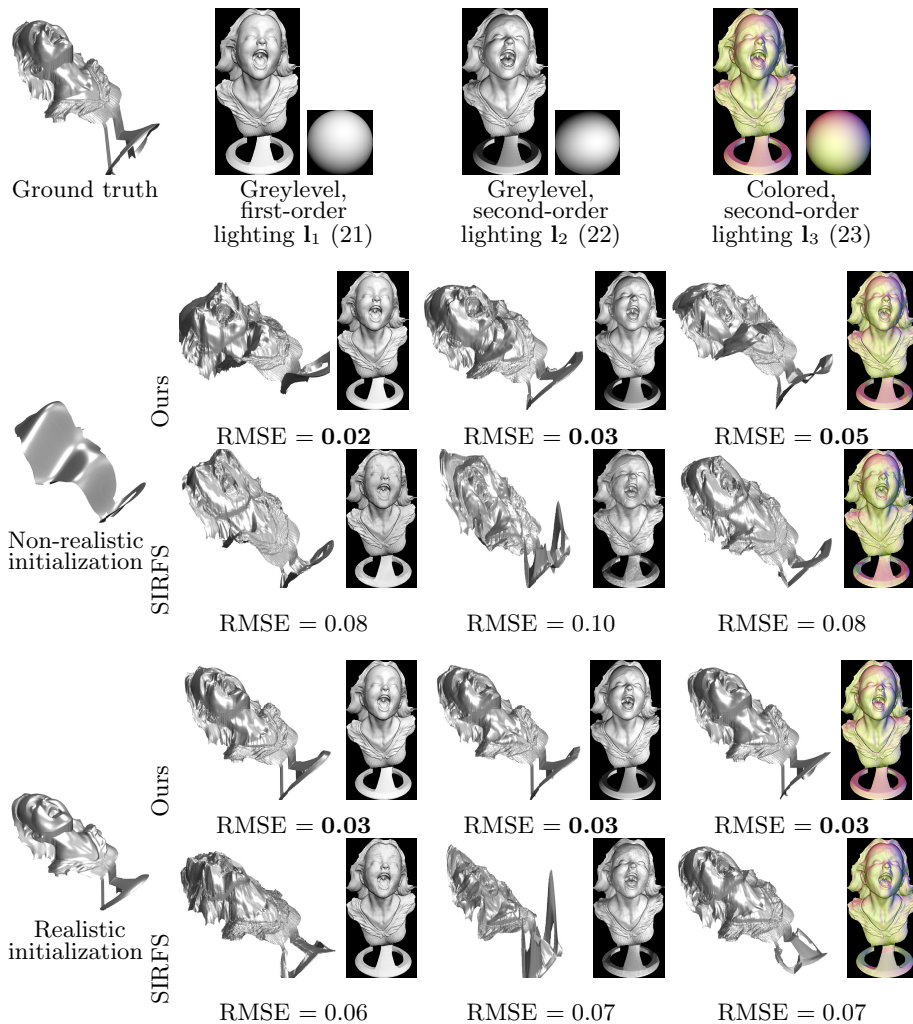 Ground truth
Greylevel,
first-order
lighting l₁ (21)
Greylevel,
second-order
lighting l₂ (22)
Colored,
second-order
lighting l₃ (23)
Non-realistic
initialization
Ours
RMSE = 0.02
RMSE = 0.03
RMSE = 0.05
SIRFS
RMSE = 0.08
RMSE = 0.10
RMSE = 0.08
Realistic
initialization
Ours
RMSE = 0.03
RMSE = 0.03
RMSE = 0.03
SIRFS
RMSE = 0.06
RMSE = 0.07
RMSE = 0.07